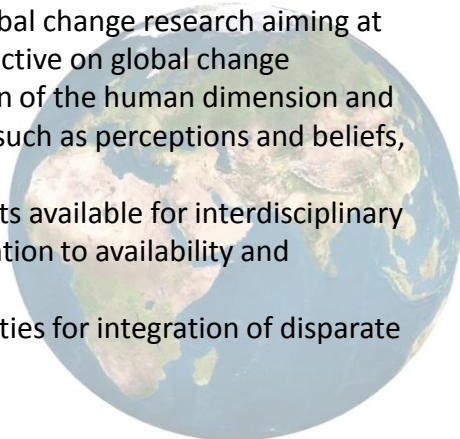 bal change research aiming at
ctive on global change
n of the human dimension and
such as perceptions and beliefs,
ts available for interdisciplinary
ation to availability and
ties for integration of disparate